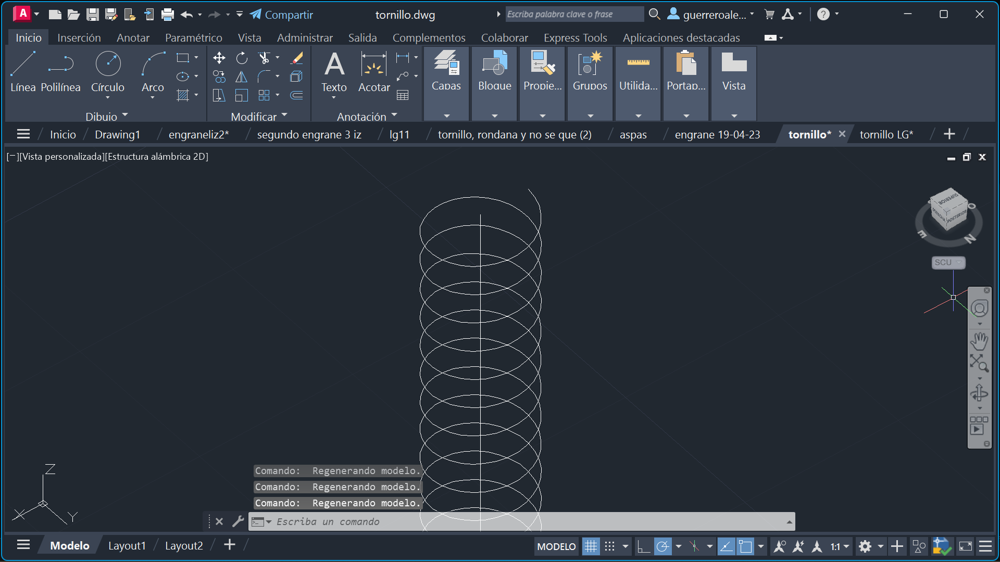 A
Compartir
tornillo.dwg
Escriba palabra clave o frase
guerreroale...
?
Inicio Inserción Anotar Paramétrico Vista Administrar Salida Complementos Colaborar Express Tools Aplicaciones destacadas
Línea Polilínea Círculo Arco
A
Texto Acotar
Capas Bloque Propie... Grupos Utilida... Portap... Vista
Dibujo Modificar Anotación
Inicio Drawing1 engraneliz2* segundo engrane 3 iz lg11 tornillo, rondana y no se que (2) aspas engrane 19-04-23 tornillo* tornillo LG*
[−][Vista personalizada][Estructura alámbrica 2D]
SUPERIOR
DERECHA POSTERIOR
S O
E N
SCU
Z
X Y
Comando: Regenerando modelo.
Comando: Regenerando modelo.
Comando: Regenerando modelo.
Escriba un comando
Modelo Layout1 Layout2
MODELO 1:1